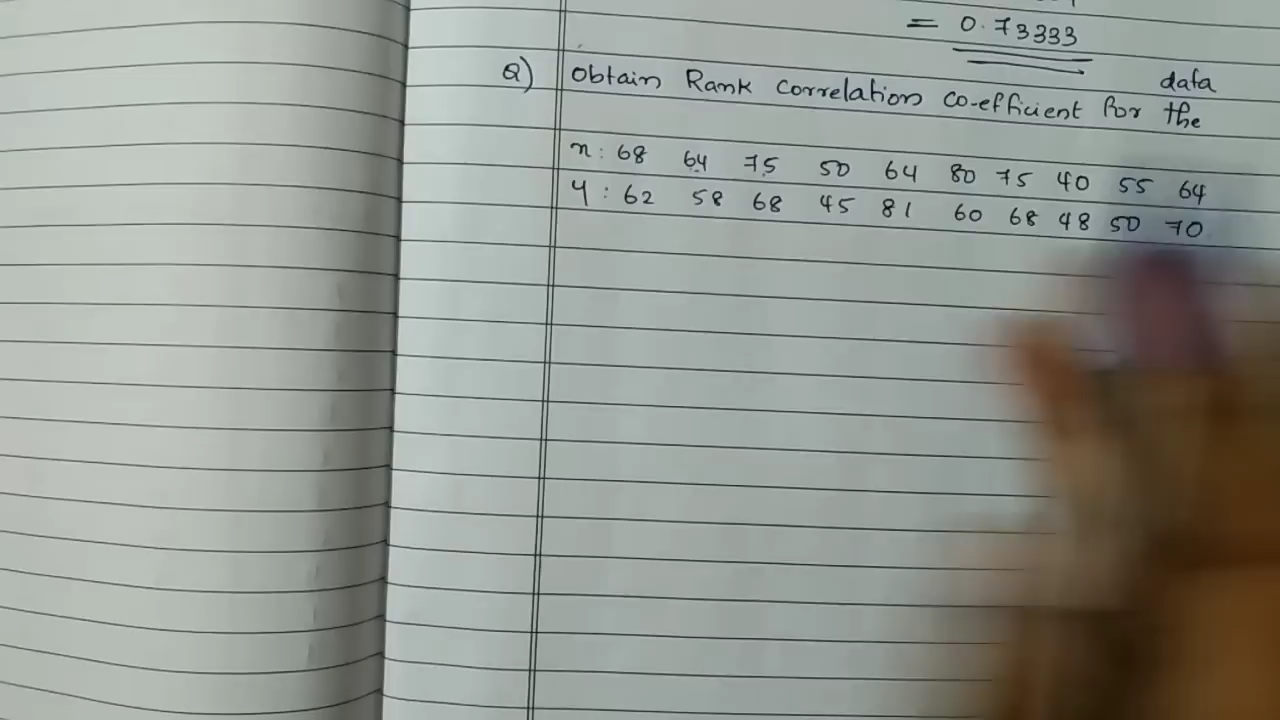 = 0.73333
Q) Obtain Rank Correlation co-efficient for the data
x : 68 64 75 50 64 80 75 40 55 64
y : 62 58 68 45 81 60 68 48 50 70